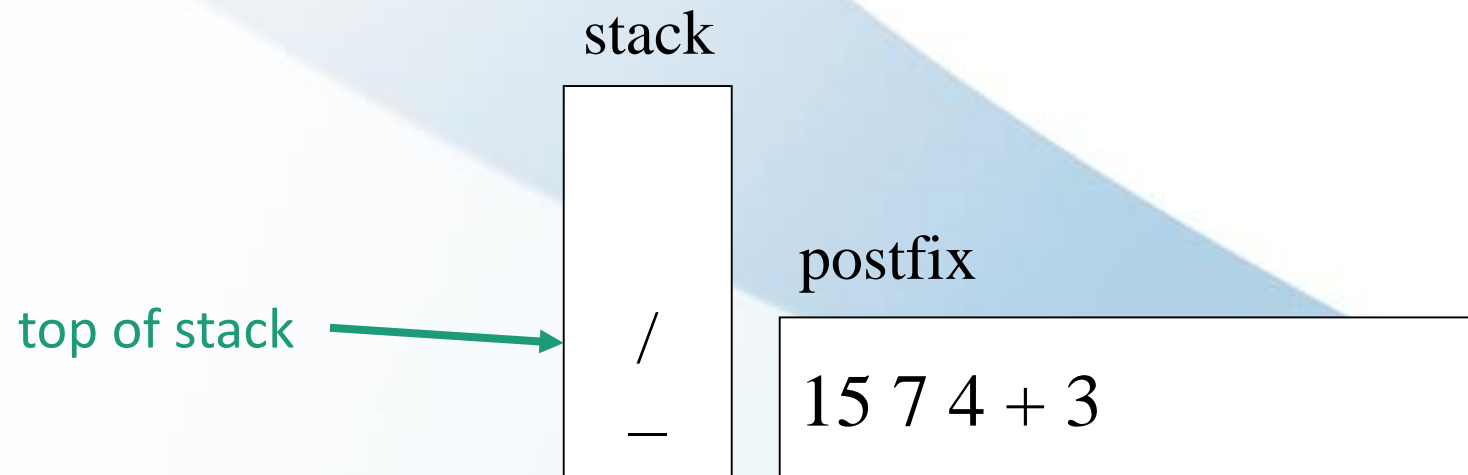 stack
postfix
top of stack
/
15 7 4 + 3
–